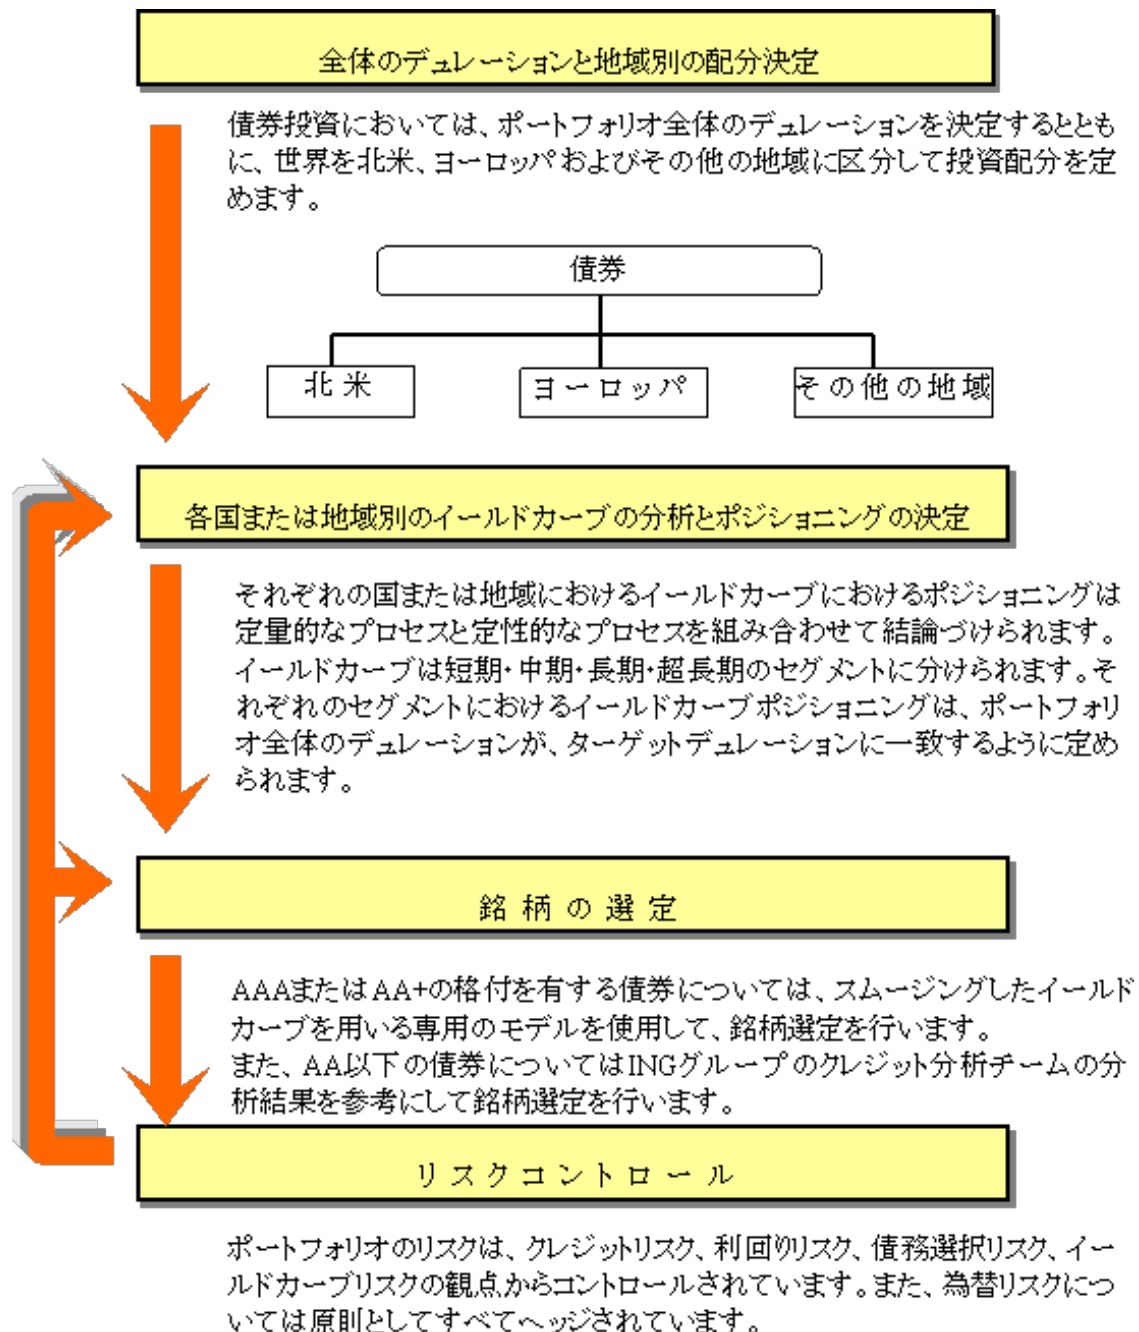 全体のデュレーションと地域別の配分決定
債券投資においては、ポートフォリオ全体のデュレーションを決定するととも
に、世界を北米、ヨーロッパおよびその他の地域に区分して投資配分を定
めます。
債券
北米
ヨーロッパ
その他の地域
各国または地域別のイールドカーブの分析とポジショニングの決定
それぞれの国または地域におけるイールドカーブにおけるポジショニングは
定量的なプロセスと定性的なプロセスを組み合わせて結論づけられます。
イールドカーブは短期・中期・長期・超長期のセグメントに分けられます。そ
れぞれのセグメントにおけるイールドカーブポジショニングは、ポートフォリ
オ全体のデュレーションが、ターゲットデュレーションに一致するように定め
られます。
銘柄の選定
AAAまたはAA+の格付を有する債券については、スムージングしたイールド
カーブを用いる専用のモデルを使用して、銘柄選定を行います。
また、AA以下の債券についてはINGグループのクレジット分析チームの分
析結果を参考にして銘柄選定を行います。
リスクコントロール
ポートフォリオのリスクは、クレジットリスク、利回りリスク、債務選択リスク、イー
ルドカーブリスクの観点からコントロールされています。また、為替リスクにつ
いては原則としてすべてヘッジされています。